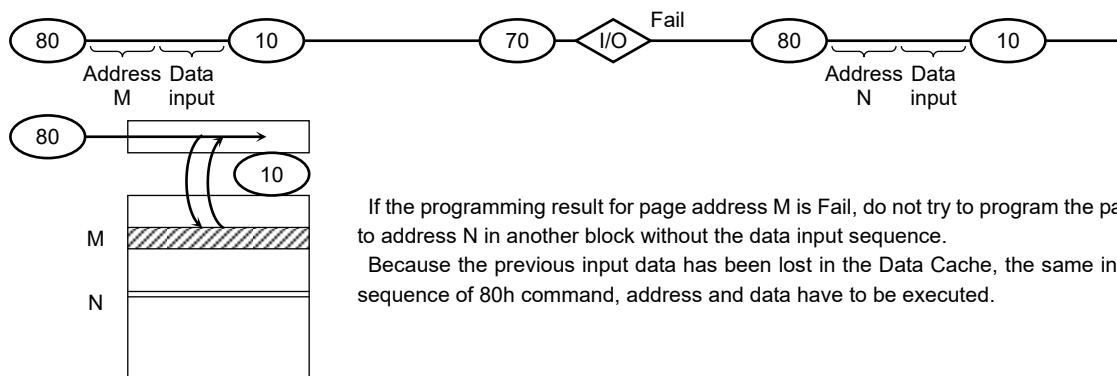 Fail
80 10 70 I/O 80 10
Address Data Address Data
M input N input
80
10
If the programming result for page address M is Fail, do not try to program the
M to address N in another block without the data input sequence.
Because the previous input data has been lost in the Data Cache, the same
N sequence of 80h command, address and data have to be executed.